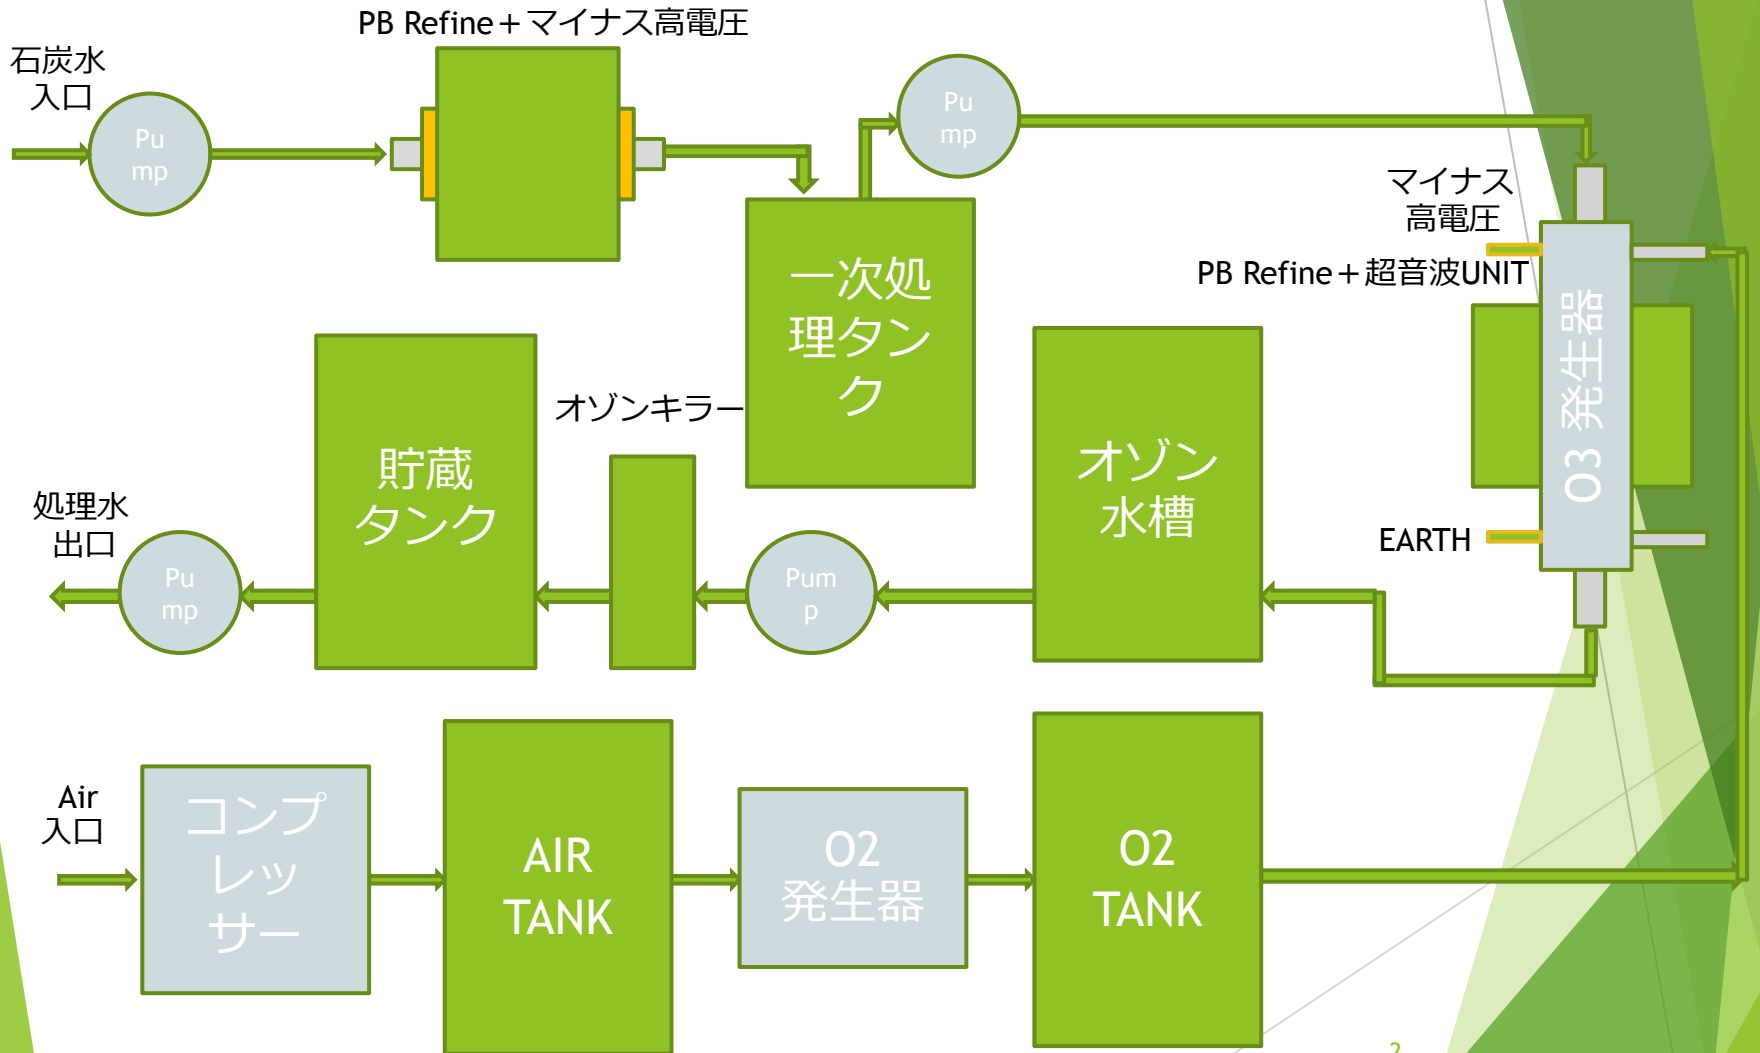 PB Refine＋マイナス高電圧
石炭水
入口
Pu
mp
Pu
mp
マイナス
高電圧
PB Refine＋超音波UNIT
一次処
理タン
ク
O3 発生器
オゾンキラー
貯蔵
タンク
オゾン
水槽
処理水
出口
Pu
mp
Pum
p
EARTH
Air
入口
コンプ
レッ
サー
AIR
TANK
O2
発生器
O2
TANK
2